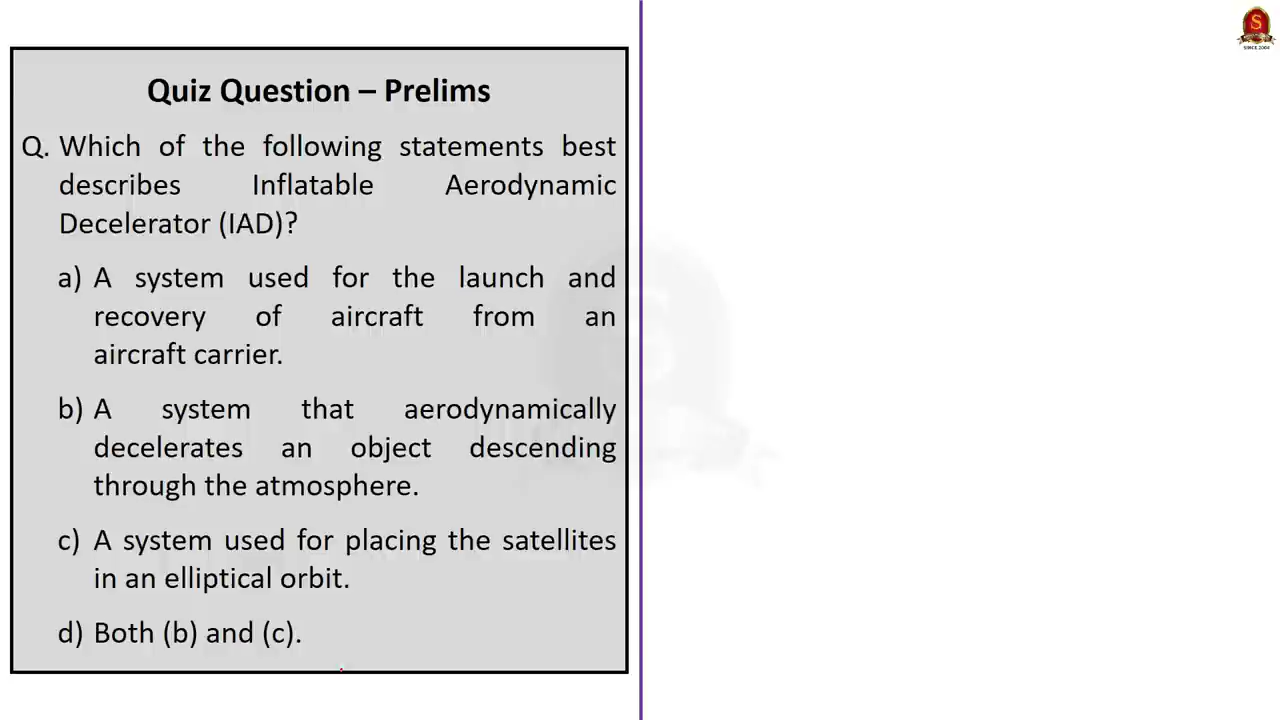 Quiz Question – Prelims
Q. Which of the following statements best
describes Inflatable Aerodynamic
Decelerator (IAD)?
a) A system used for the launch and
recovery of aircraft from an
aircraft carrier.
b) A system that aerodynamically
decelerates an object descending
through the atmosphere.
c) A system used for placing the satellites
in an elliptical orbit.
d) Both (b) and (c).
S
SINCE 2004